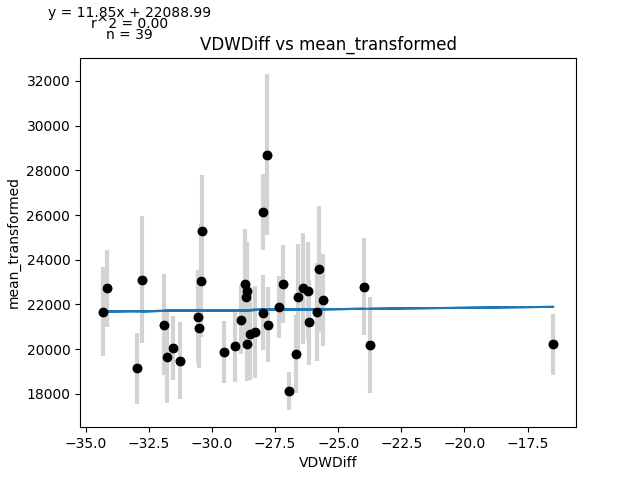 y = 11.85x + 22088.99
r^2 = 0.00
n = 39
VDWDiff vs mean_transformed
mean_transformed
32000
30000
28000
26000
24000
22000
20000
18000
−35.0 −32.5 −30.0 −27.5 −25.0 −22.5 −20.0 −17.5
VDWDiff